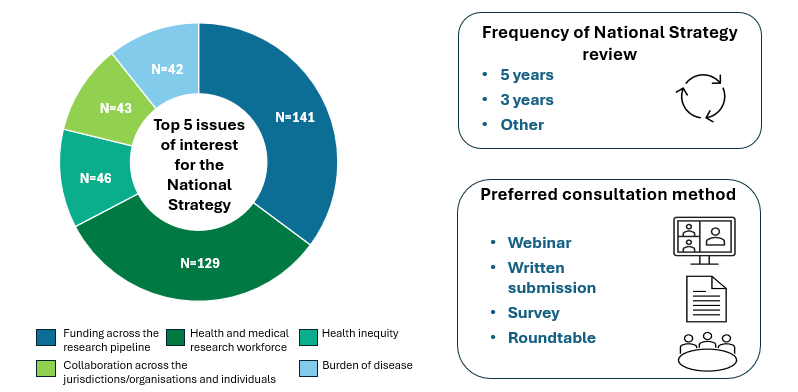 N=42
N=141
N=43
N=46
N=129
Top 5 issues
of interest
for the
National
Strategy
Funding across the
research pipeline
Health and medical
research workforce
Health inequity
Collaboration across the
jurisdictions/organisations and individuals
Burden of disease
Frequency of National Strategy
review
• 5 years
• 3 years
• Other
Preferred consultation method
• Webinar
• Written
submission
• Survey
• Roundtable